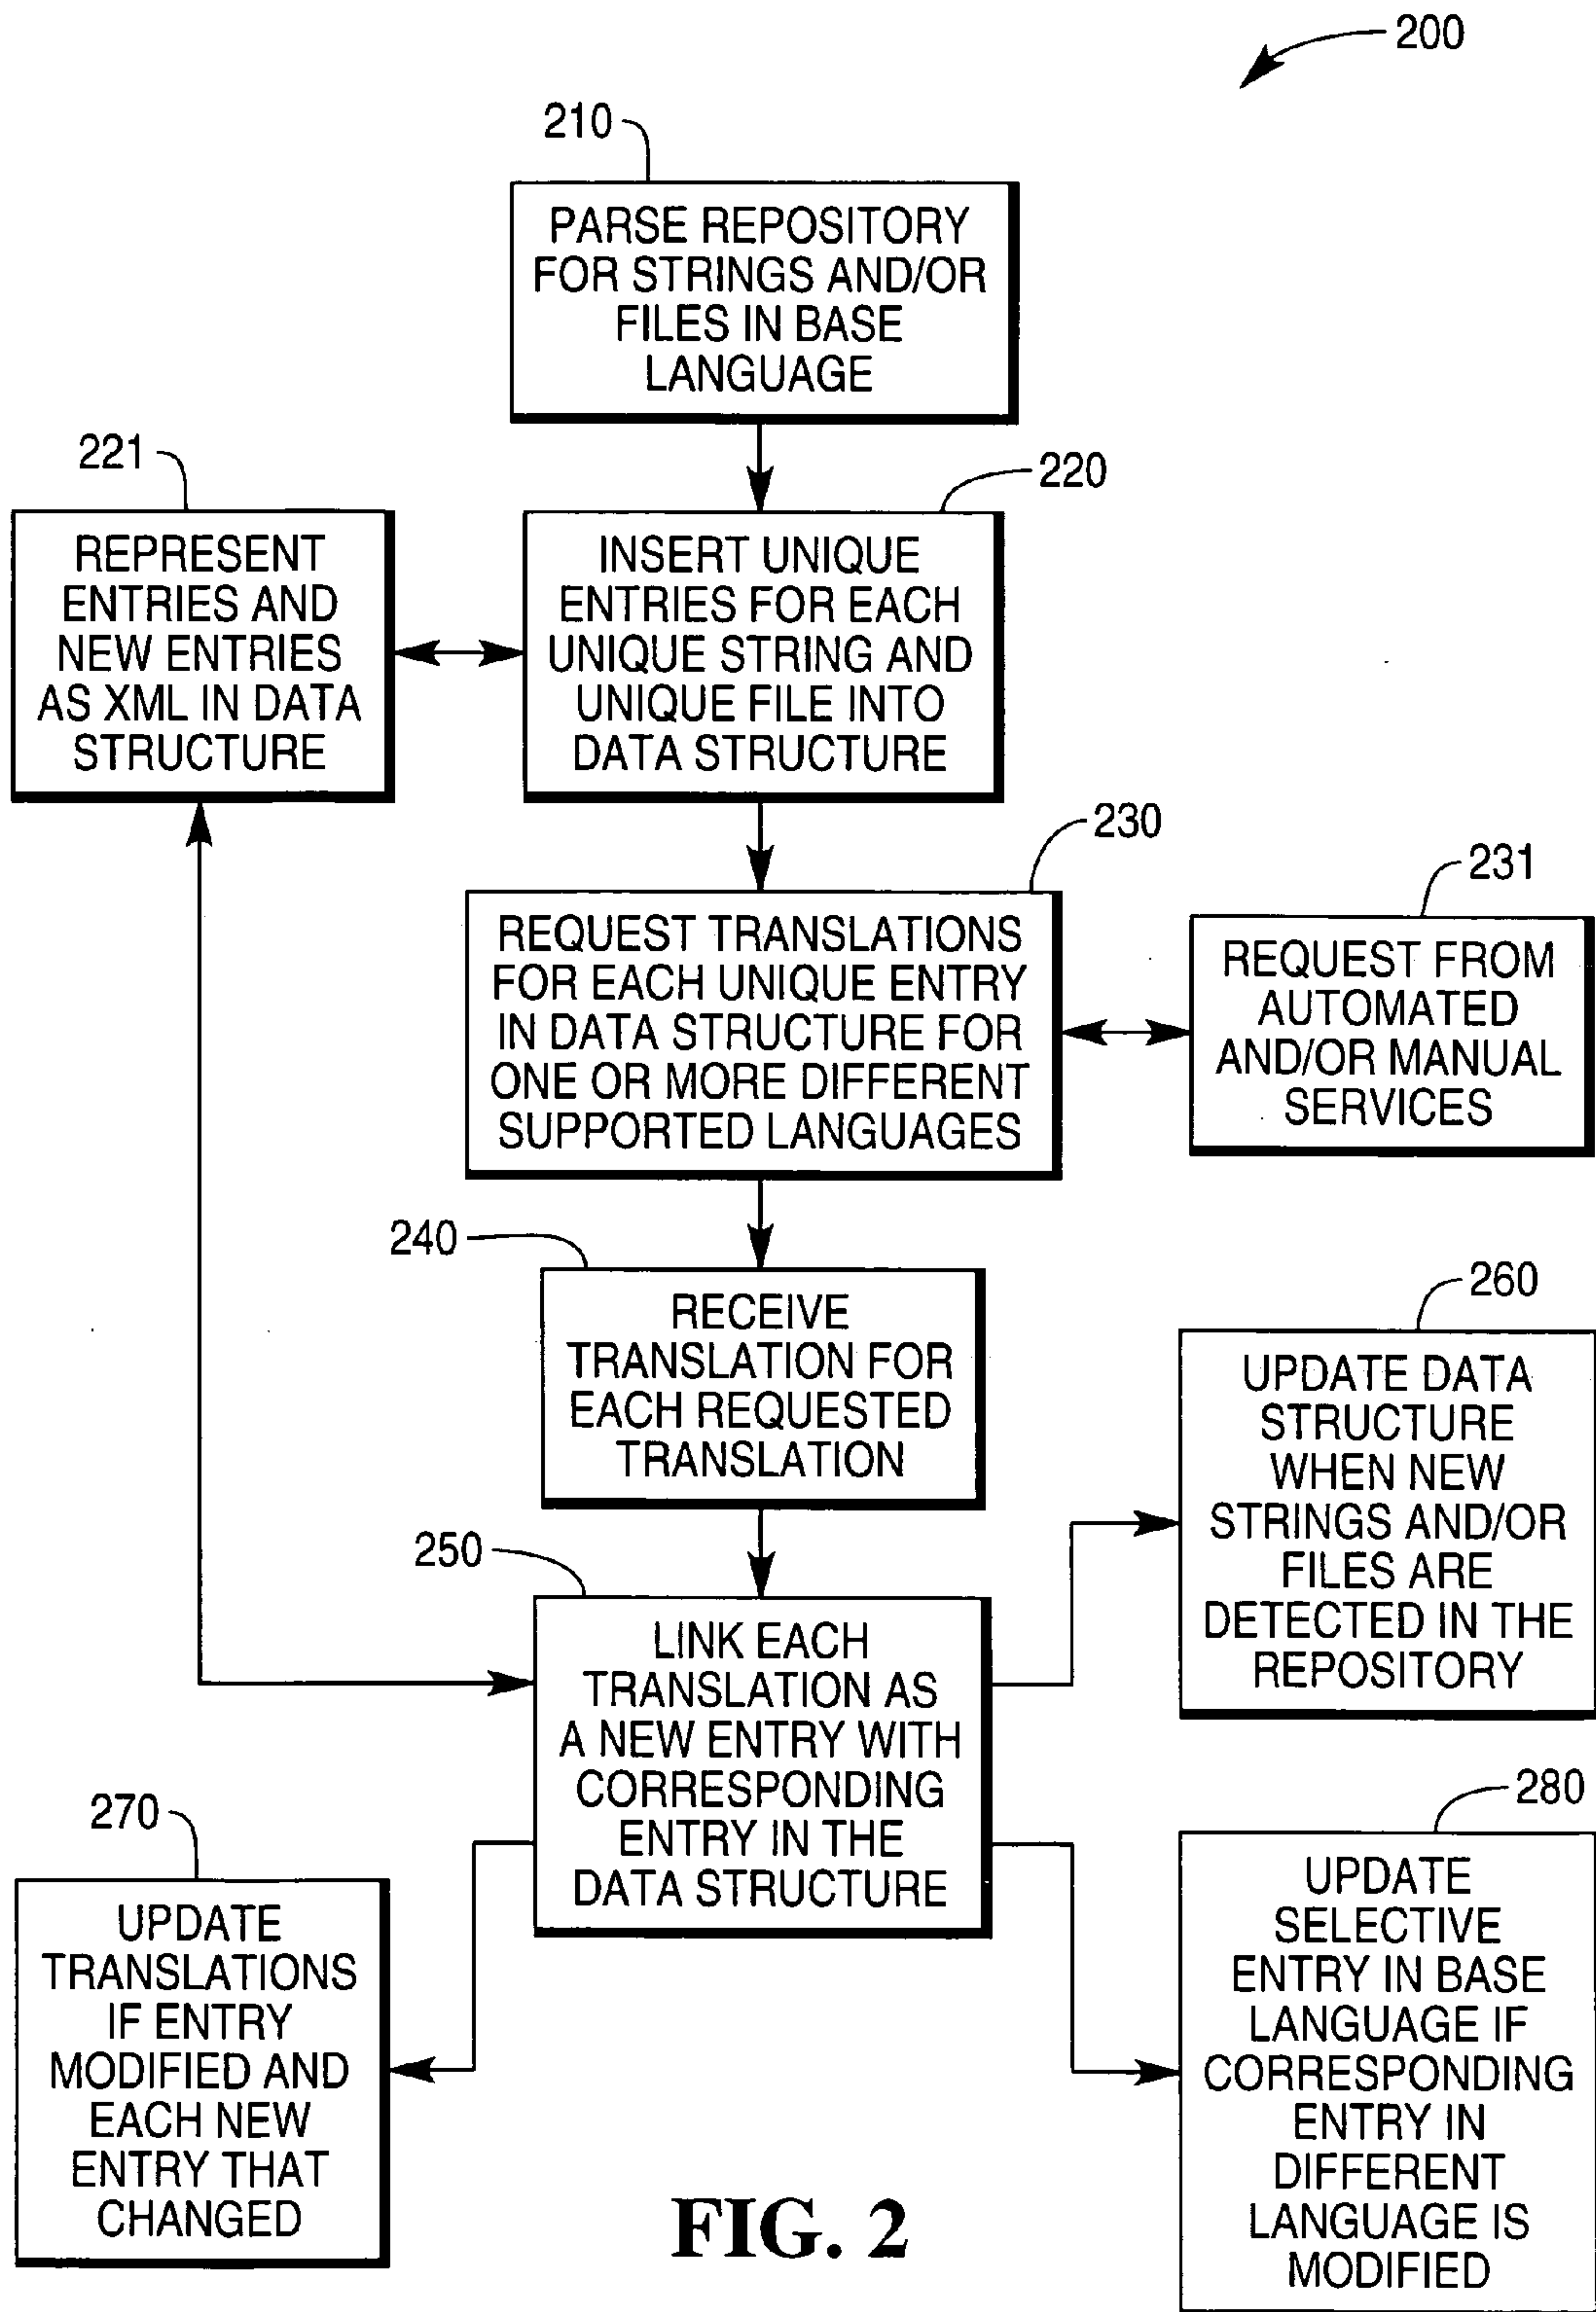 200
210
PARSE REPOSITORY
FOR STRINGS AND/OR
FILES IN BASE
LANGUAGE
221
REPRESENT
ENTRIES AND
NEW ENTRIES
AS XML IN DATA
STRUCTURE
220
INSERT UNIQUE
ENTRIES FOR EACH
UNIQUE STRING AND
UNIQUE FILE INTO
DATA STRUCTURE
230
REQUEST TRANSLATIONS
FOR EACH UNIQUE ENTRY
IN DATA STRUCTURE FOR
ONE OR MORE DIFFERENT
SUPPORTED LANGUAGES
231
REQUEST FROM
AUTOMATED
AND/OR MANUAL
SERVICES
240
RECEIVE
TRANSLATION FOR
EACH REQUESTED
TRANSLATION
250
LINK EACH
TRANSLATION AS
A NEW ENTRY WITH
CORRESPONDING
ENTRY IN THE
DATA STRUCTURE
260
UPDATE DATA
STRUCTURE
WHEN NEW
STRINGS AND/OR
FILES ARE
DETECTED IN THE
REPOSITORY
270
UPDATE
TRANSLATIONS
IF ENTRY
MODIFIED AND
EACH NEW
ENTRY THAT
CHANGED
280
UPDATE
SELECTIVE
ENTRY IN BASE
LANGUAGE IF
CORRESPONDING
ENTRY IN
DIFFERENT
LANGUAGE IS
MODIFIED
FIG. 2